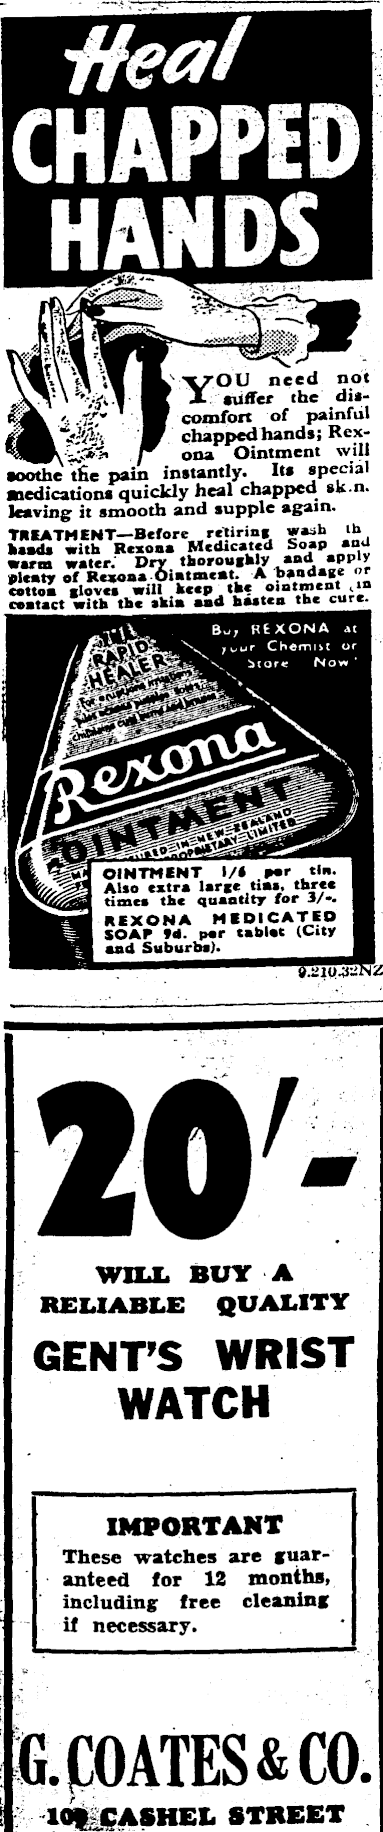 Heal
CHAPPED
HANDS
YOU need not
suffer the dis-
comfort of painful
chapped hands; Rex-
ona Ointment will
soothe the pain instantly. Its special
medications quickly heal chapped sk.n.
leaving it smooth and supple again.
TREATMENT—Before retiring wash th
hands with Rexona Medicated Soap and
warm water. Dry thoroughly and apply
plenty of Rexona Ointment. A bandage or
cotton gloves will keep the ointment in
contact with the skin and hasten the cure.
Buy REXONA at
your Chemist or
Store Now!
THE
RAPID
HEALER
Rexona
OINTMENT
IN NEW ZEALAND
PROPRIETARY LIMITED
OINTMENT 1/6 per tin.
Also extra large tins, three
times the quantity for 3/-.
REXONA MEDICATED
SOAP 9d. per tablet (City
and Suburbs).
9.210.32NZ
20/-
WILL BUY A
RELIABLE QUALITY
GENT'S WRIST
WATCH
IMPORTANT
These watches are guar-
anteed for 12 months,
including free cleaning
if necessary.
G. COATES & CO.
CASHEL STREET